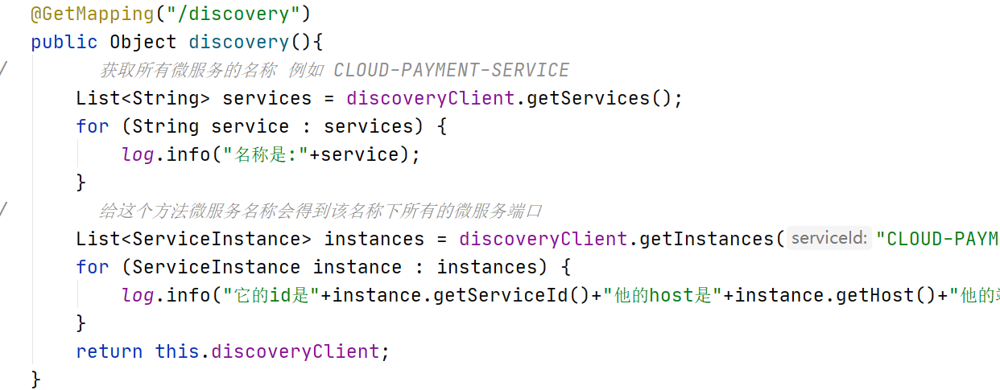 @GetMapping("/discovery")
public Object discovery(){
/ 获取所有微服务的名称 例如 CLOUD-PAYMENT-SERVICE
List<String> services = discoveryClient.getServices();
for (String service : services) {
log.info("名称是:"+service);
}
/ 给这个方法微服务名称会得到该名称下所有的微服务端口
List<ServiceInstance> instances = discoveryClient.getInstances( serviceId: "CLOUD-PAYM
for (ServiceInstance instance : instances) {
log.info("它的id是"+instance.getServiceId()+"他的host是"+instance.getHost()+"他的
}
return this.discoveryClient;
}